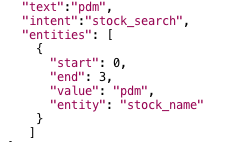 "text":"pdm",
"intent":"stock_search",
"entities": [
{
"start": 0,
"end": 3,
"value": "pdm",
"entity": "stock_name"
}
]